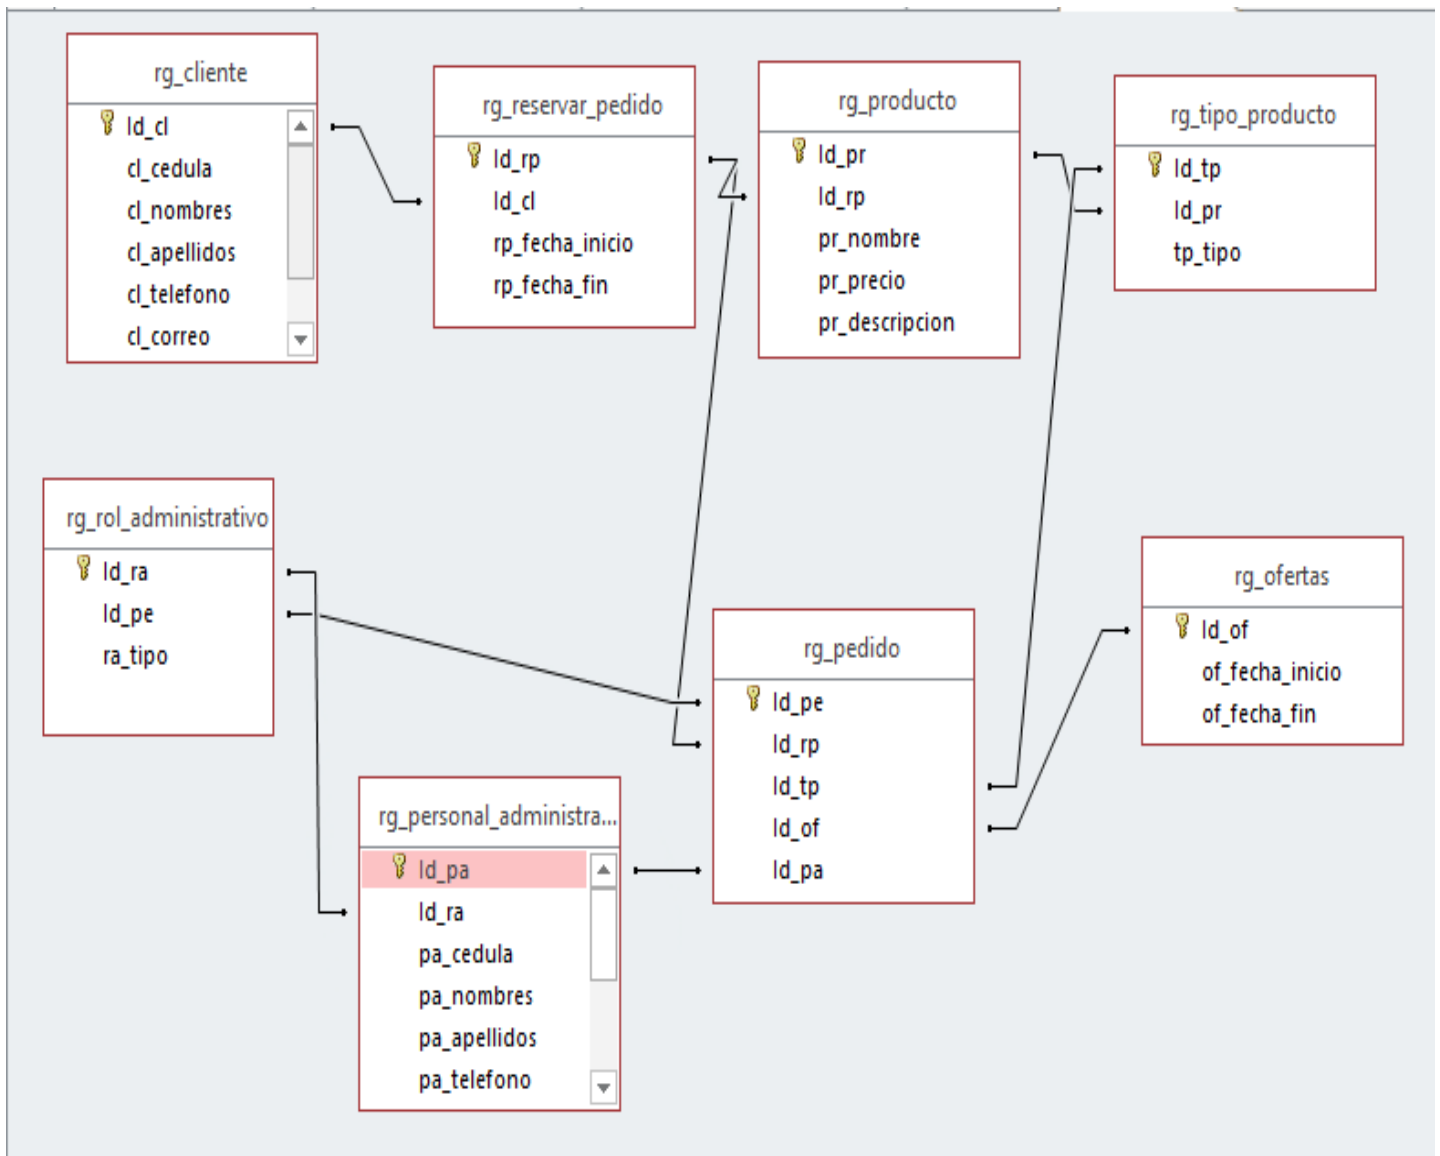 rg_cliente
Id_cl
cl_cedula
cl_nombres
cl_apellidos
cl_telefono
cl_correo
rg_reservar_pedido
Id_rp
Id_cl
rp_fecha_inicio
rp_fecha_fin
rg_producto
Id_pr
Id_rp
pr_nombre
pr_precio
pr_descripcion
rg_tipo_producto
Id_tp
Id_pr
tp_tipo
rg_rol_administrativo
Id_ra
Id_pe
ra_tipo
rg_personal_administra...
Id_pa
Id_ra
pa_cedula
pa_nombres
pa_apellidos
pa_telefono
rg_pedido
Id_pe
Id_rp
Id_tp
Id_of
Id_pa
rg_ofertas
Id_of
of_fecha_inicio
of_fecha_fin